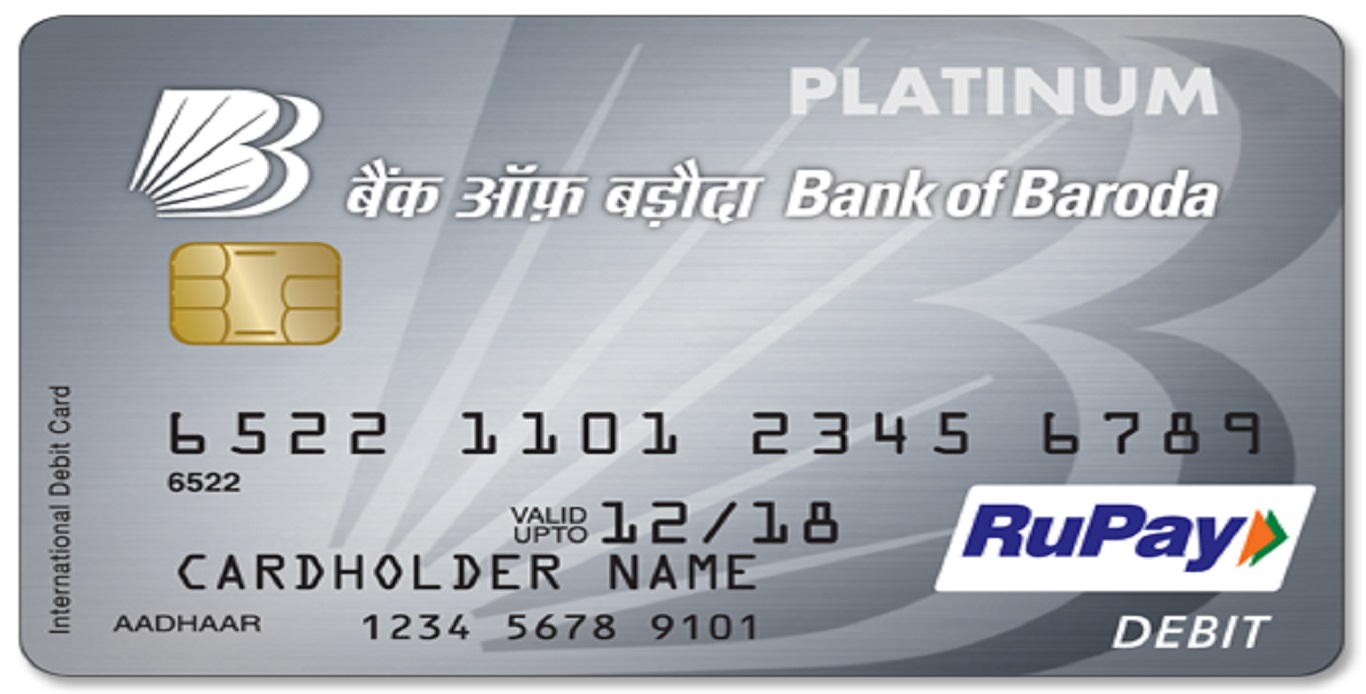 PLATINUM
बैंक ऑफ़ बड़ौदा Bank of Baroda
International Debit Card
6522 1101 2345 6789
6522
VALID UPTO 12/18
CARDHOLDER NAME
RuPay
AADHAAR 1234 5678 9101
DEBIT